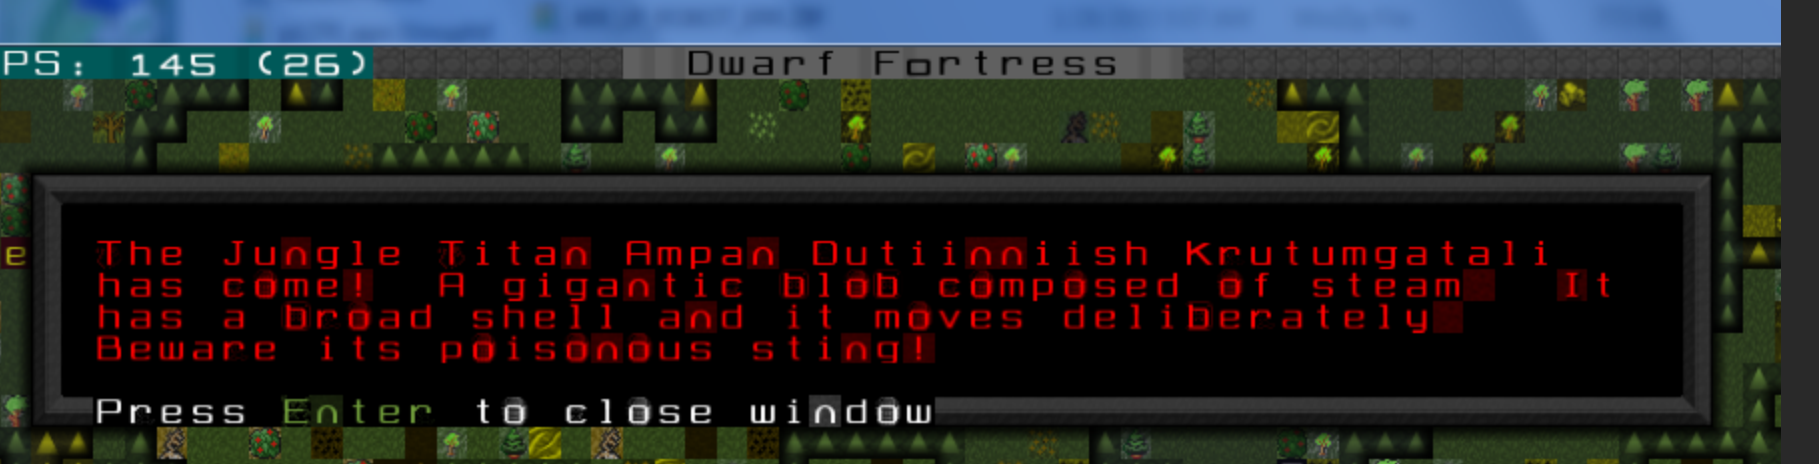 PS: 145 (26)
Dwarf Fortress
The Jungle Titan Ampan Dutiinniish Krutumgatali
has come! A gigantic blob composed of steam It
has a broad shell and it moves deliberately
Beware its poisonous sting!
Press Enter to close window